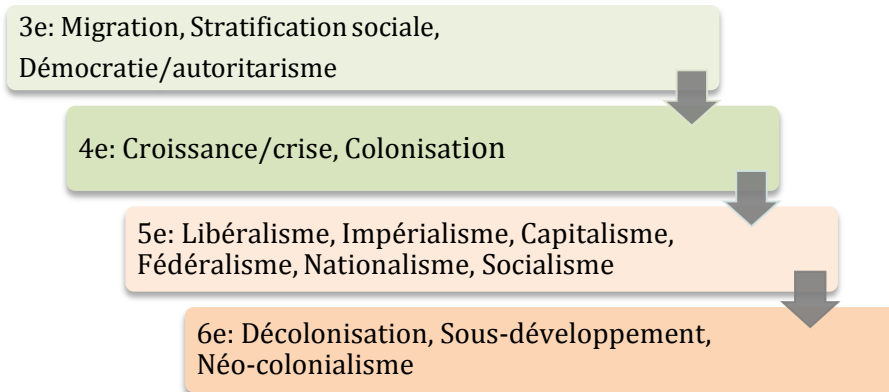 3e: Migration, Stratification sociale,
Démocratie/autoritarisme
4e: Croissance/crise, Colonisation
5e: Libéralisme, Impérialisme, Capitalisme,
Fédéralisme, Nationalisme, Socialisme
6e: Décolonisation, Sous-développement,
Néo-colonialisme